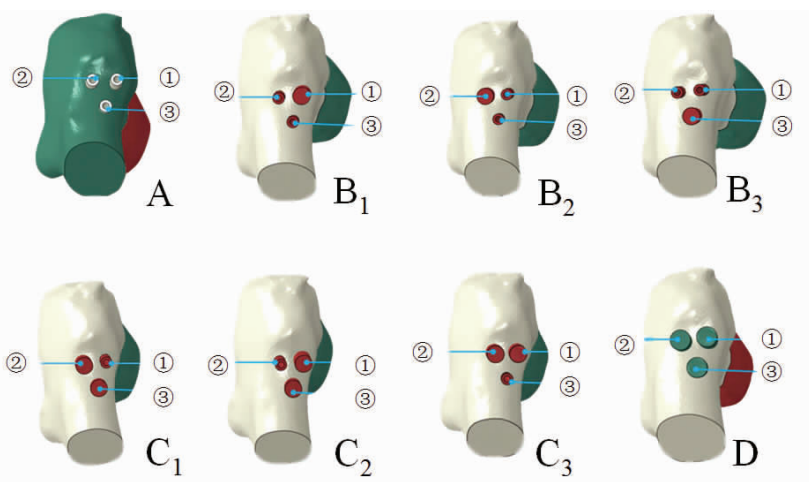 ② ① ③ A
② ① ③ B1
② ① ③ B2
② ① ③ B3
② ① ③ C1
② ① ③ C2
② ① ③ C3
② ① ③ D